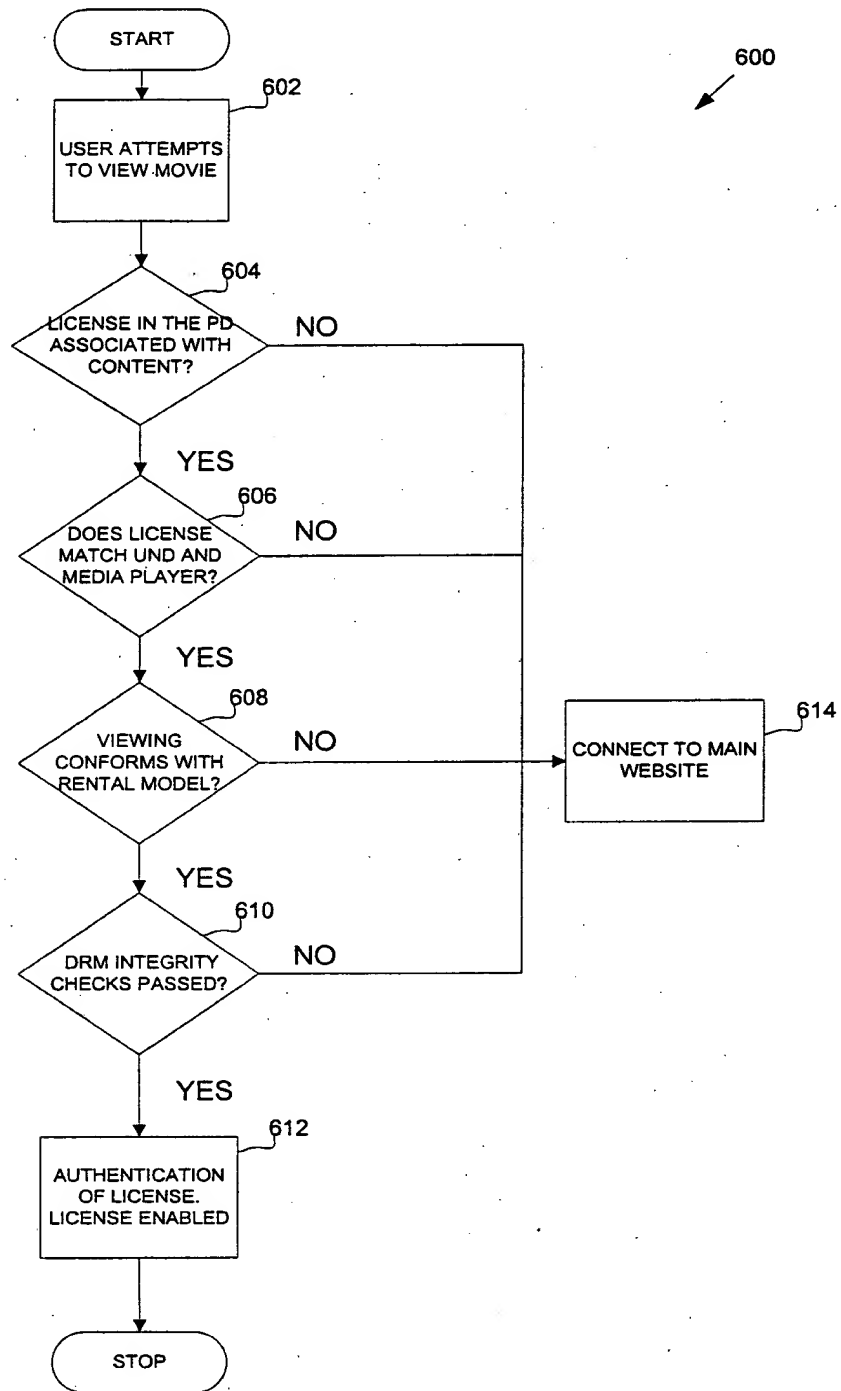 START
600
602
USER ATTEMPTS
TO VIEW MOVIE
604
LICENSE IN THE PD
ASSOCIATED WITH
CONTENT?
NO
YES
606
DOES LICENSE
MATCH UND AND
MEDIA PLAYER?
NO
YES
608
VIEWING
CONFORMS WITH
RENTAL MODEL?
NO
614
CONNECT TO MAIN
WEBSITE
YES
610
DRM INTEGRITY
CHECKS PASSED?
NO
YES
612
AUTHENTICATION
OF LICENSE.
LICENSE ENABLED
STOP